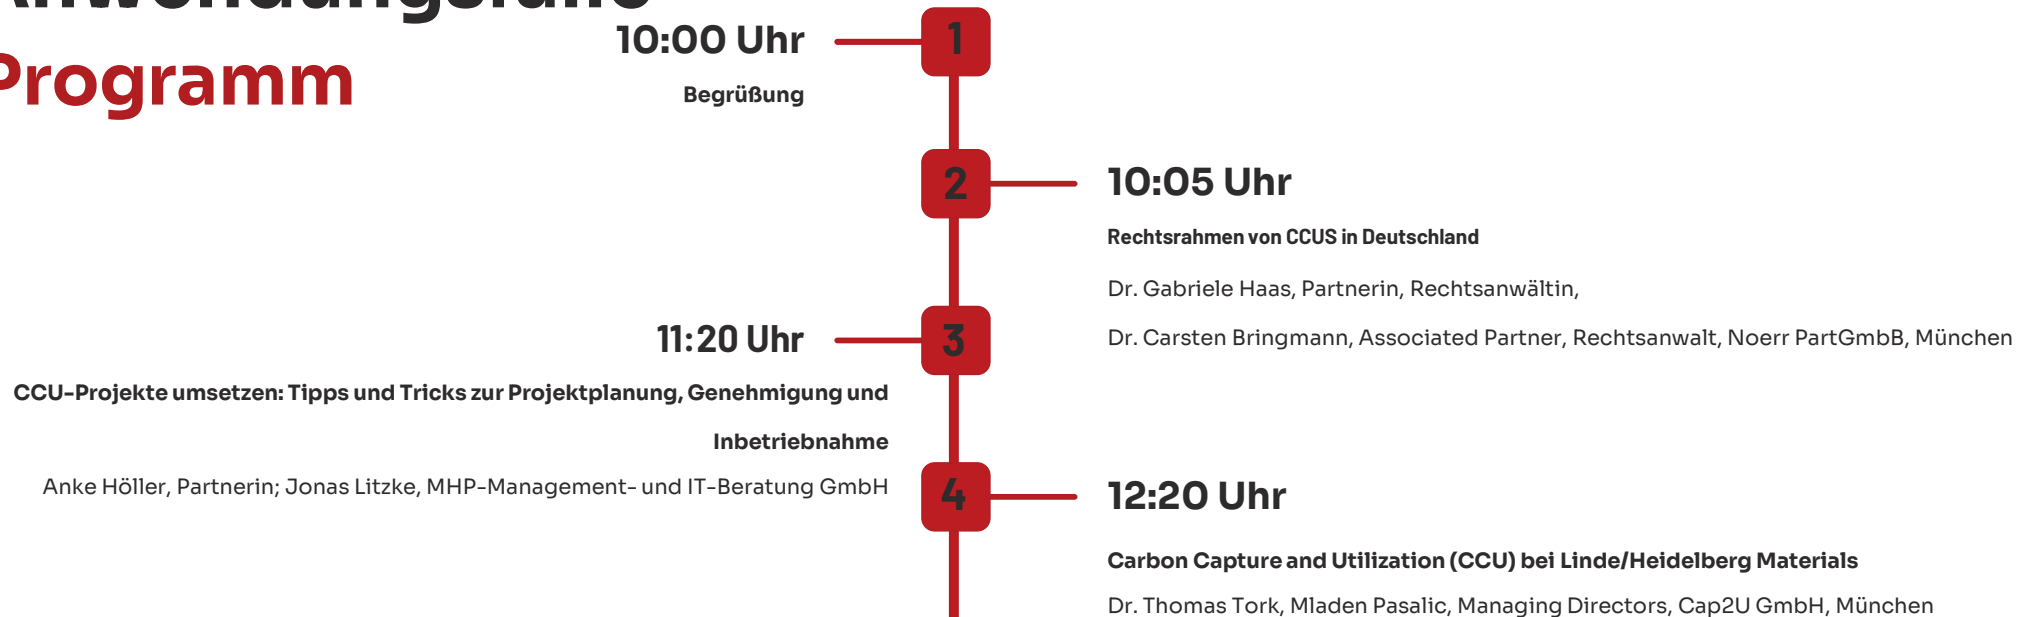 Programm
10:00 Uhr
1
Begrüßung
2
10:05 Uhr
Rechtsrahmen von CCUS in Deutschland
Dr. Gabriele Haas, Partnerin, Rechtsanwältin,
Dr. Carsten Bringmann, Associated Partner, Rechtsanwalt, Noerr PartGmbB, München
11:20 Uhr
3
CCU-Projekte umsetzen: Tipps und Tricks zur Projektplanung, Genehmigung und
Inbetriebnahme
Anke Höller, Partnerin; Jonas Litzke, MHP-Management- und IT-Beratung GmbH
4
12:20 Uhr
Carbon Capture and Utilization (CCU) bei Linde/Heidelberg Materials
Dr. Thomas Tork, Mladen Pasalic, Managing Directors, Cap2U GmbH, München